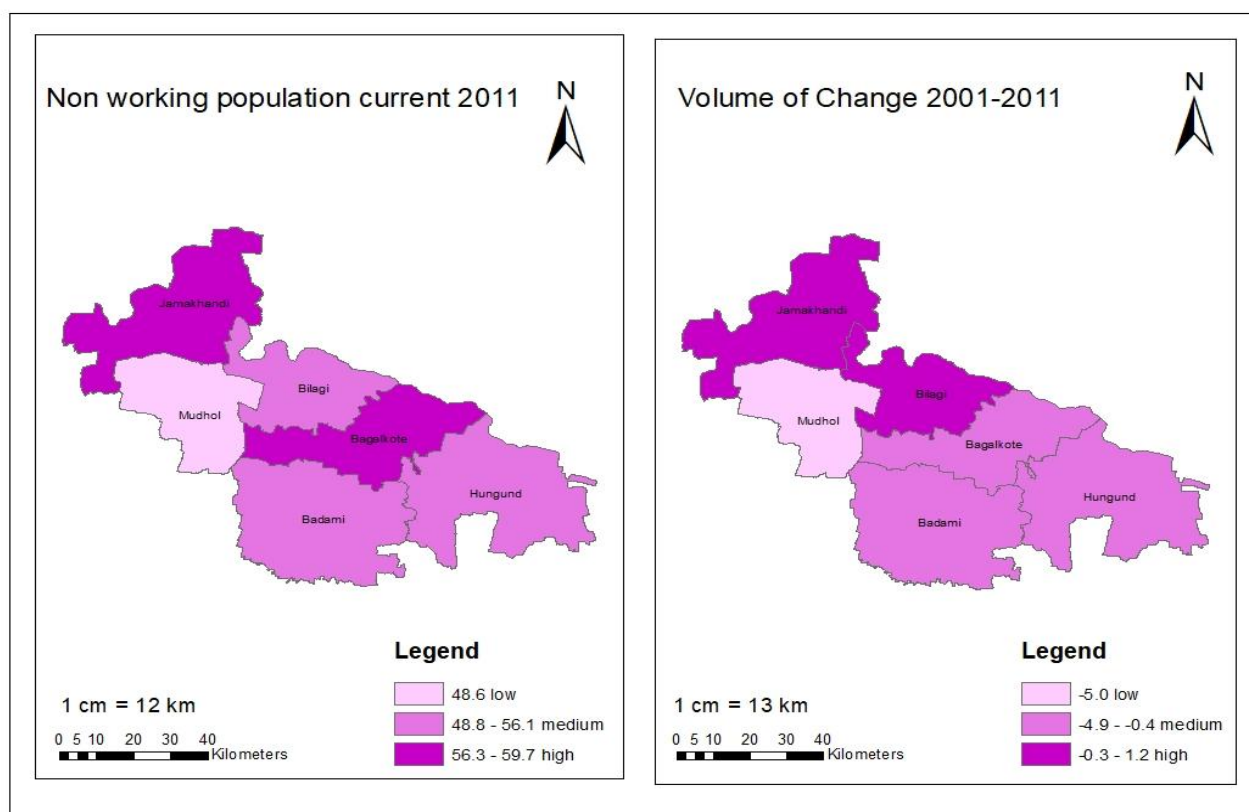 Non working population current 2011
N
Jamakhandi
Bilagi
Mudhol
Bagalkote
Hungund
Badami
Legend
48.6 low
48.8 - 56.1 medium
56.3 - 59.7 high
1 cm = 12 km
0 5 10 20 30 40
Kilometers
Volume of Change 2001-2011
N
Jamakhandi
Bilagi
Mudhol
Bagalkote
Hungund
Badami
Legend
-5.0 low
-4.9 - -0.4 medium
-0.3 - 1.2 high
1 cm = 13 km
0 5 10 20 30 40
Kilometers